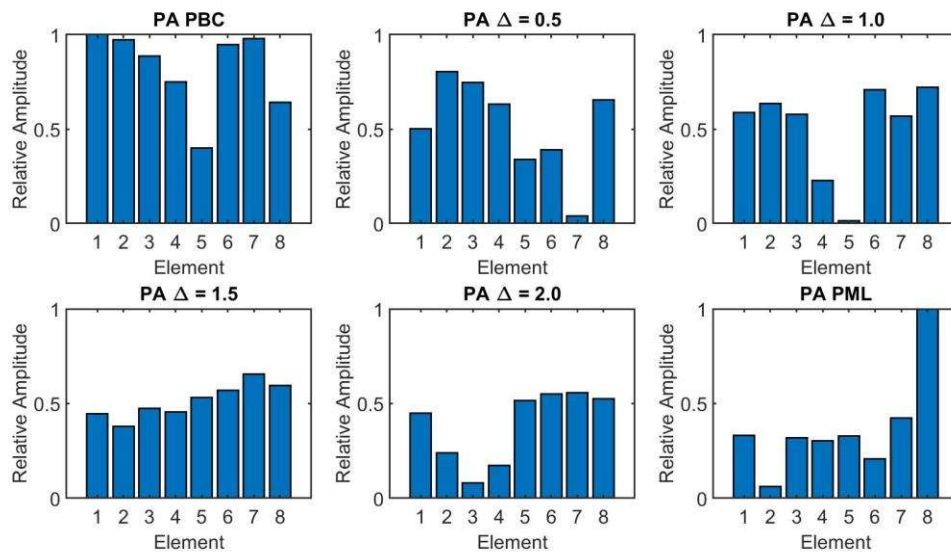 PA PBC
1
0.5
0
Relative Amplitude
1 2 3 4 5 6 7 8
Element
PA Δ = 0.5
1
0.5
0
Relative Amplitude
1 2 3 4 5 6 7 8
Element
PA Δ = 1.0
1
0.5
0
Relative Amplitude
1 2 3 4 5 6 7 8
Element
PA Δ = 1.5
1
0.5
0
Relative Amplitude
1 2 3 4 5 6 7 8
Element
PA Δ = 2.0
1
0.5
0
Relative Amplitude
1 2 3 4 5 6 7 8
Element
PA PML
1
0.5
0
Relative Amplitude
1 2 3 4 5 6 7 8
Element